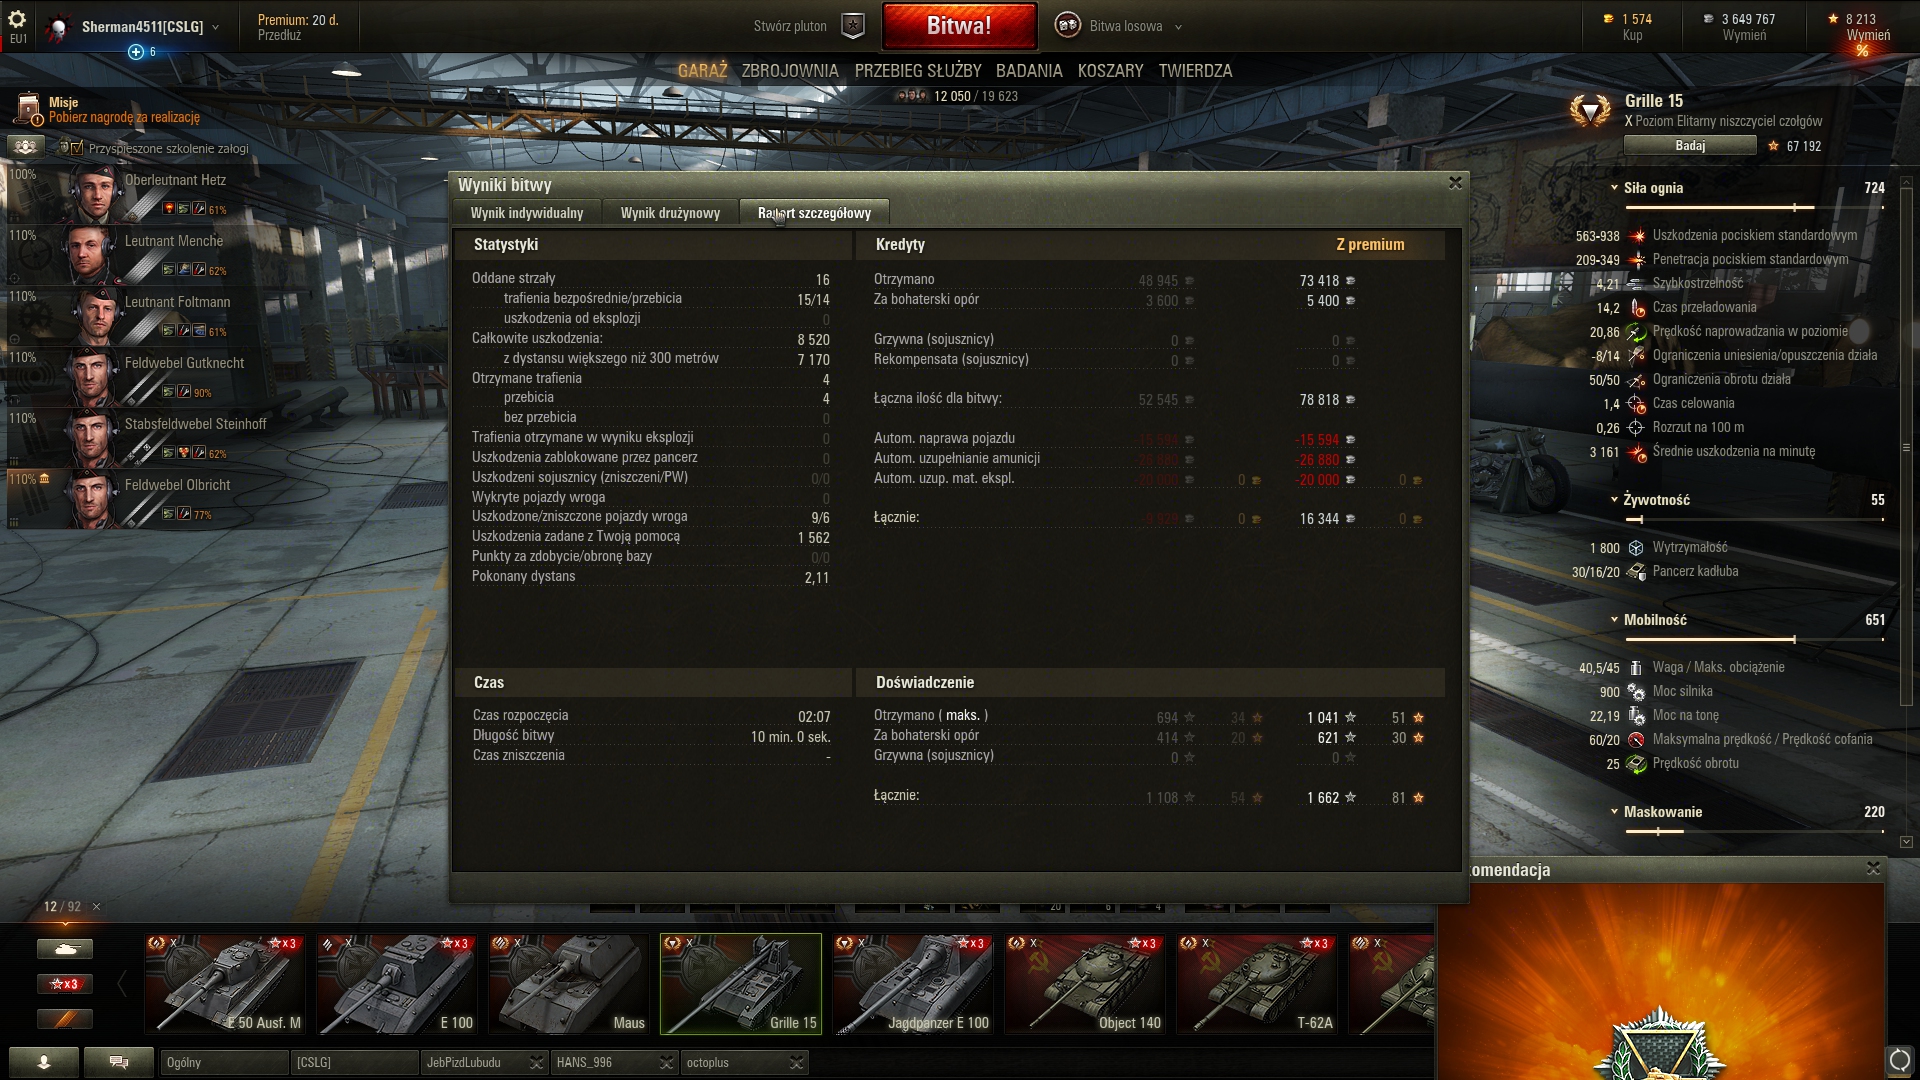 EU1
Sherman4511[CSLG]
6
Premium: 20 d.
Przedłuż
Stwórz pluton
Bitwa!
Bitwa losowa
1 574
Kup
3 649 767
Wymień
8 213
Wymień
%
GARAŻ ZBROJOWNIA PRZEBIEG SŁUŻBY BADANIA KOSZARY TWIERDZA
12 050 / 19 623
Misje
Pobierz nagrodę za realizację
Przyspieszone szkolenie załogi
100% Oberleutnant Hetz
61%
110% Leutnant Menche
62%
110% Leutnant Foltmann
61%
110% Feldwebel Gutknecht
90%
110% Stabsfeldwebel Steinhoff
62%
110% Feldwebel Olbricht
77%
Wyniki bitwy
Wynik indywidualny Wynik drużynowy Raport szczegółowy
Statystyki
Oddane strzały 16
trafienia bezpośrednie/przebicia 15/14
uszkodzenia od eksplozji 0
Całkowite uszkodzenia: 8 520
z dystansu większego niż 300 metrów 7 170
Otrzymane trafienia 4
przebicia 4
bez przebicia 0
Trafienia otrzymane w wyniku eksplozji 0
Uszkodzenia zablokowane przez pancerz 0
Uszkodzeni sojusznicy (zniszczeni/PW) 0/0
Wykryte pojazdy wroga 0
Uszkodzone/zniszczone pojazdy wroga 9/6
Uszkodzenia zadane z Twoją pomocą 1 562
Punkty za zdobycie/obronę bazy 0/0
Pokonany dystans 2,11
Kredyty Z premium
Otrzymano 48 945 73 418
Za bohaterski opór 3 600 5 400
Grzywna (sojusznicy) 0 0
Rekompensata (sojusznicy) 0 0
Łączna ilość dla bitwy: 52 545 78 818
Autom. naprawa pojazdu -15 594 -15 594
Autom. uzupełnianie amunicji -26 880 -26 880
Autom. uzup. mat. ekspl. -20 000 0 -20 000 0
Łącznie: -9 929 0 16 344 0
Czas
Czas rozpoczęcia 02:07
Długość bitwy 10 min. 0 sek.
Czas zniszczenia -
Doświadczenie
Otrzymano ( maks. ) 694 34 1 041 51
Za bohaterski opór 414 20 621 30
Grzywna (sojusznicy) 0 0
Łącznie: 1 108 54 1 662 81
Grille 15
X Poziom Elitarny niszczyciel czołgów
Badaj 67 192
Siła ognia 724
563-938 Uszkodzenia pociskiem standardowym
209-349 Penetracja pociskiem standardowym
4,21 Szybkostrzelność
14,2 Czas przeładowania
20,86 Prędkość naprowadzania w poziomie
-8/14 Ograniczenia uniesienia/opuszczenia działa
50/50 Ograniczenia obrotu działa
1,4 Czas celowania
0,26 Rozrzut na 100 m
3 161 Średnie uszkodzenia na minutę
Żywotność 55
1 800 Wytrzymałość
30/16/20 Pancerz kadłuba
Mobilność 651
40,5/45 Waga / Maks. obciążenie
900 Moc silnika
22,19 Moc na tonę
60/20 Maksymalna prędkość / Prędkość cofania
25 Prędkość obrotu
Maskowanie 220
omendacja
12 / 92
20 6 4
x3
X x3
E 50 Ausf. M
X x3
E 100
X
Maus
X
Grille 15
X x3
Jagdpanzer E 100
X x3
Object 140
X x3
T-62A
X
Ogólny [CSLG] JebPizdLubudu HANS_996 octoplus